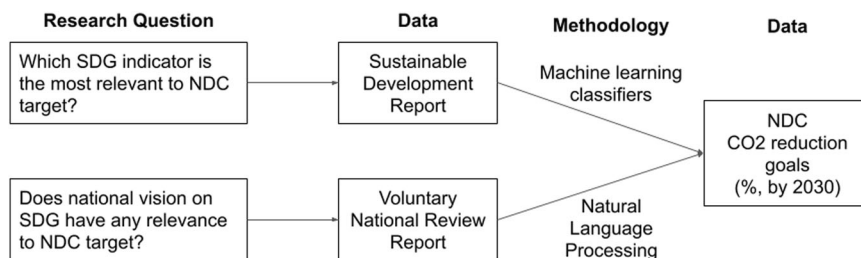 Research Question
Data
Methodology
Data
Which SDG indicator is
the most relevant to NDC
target?
Sustainable
Development
Report
Machine learning
classifiers
NDC
CO2 reduction
goals
(%, by 2030)
Does national vision on
SDG have any relevance
to NDC target?
Voluntary
National Review
Report
Natural
Language
Processing